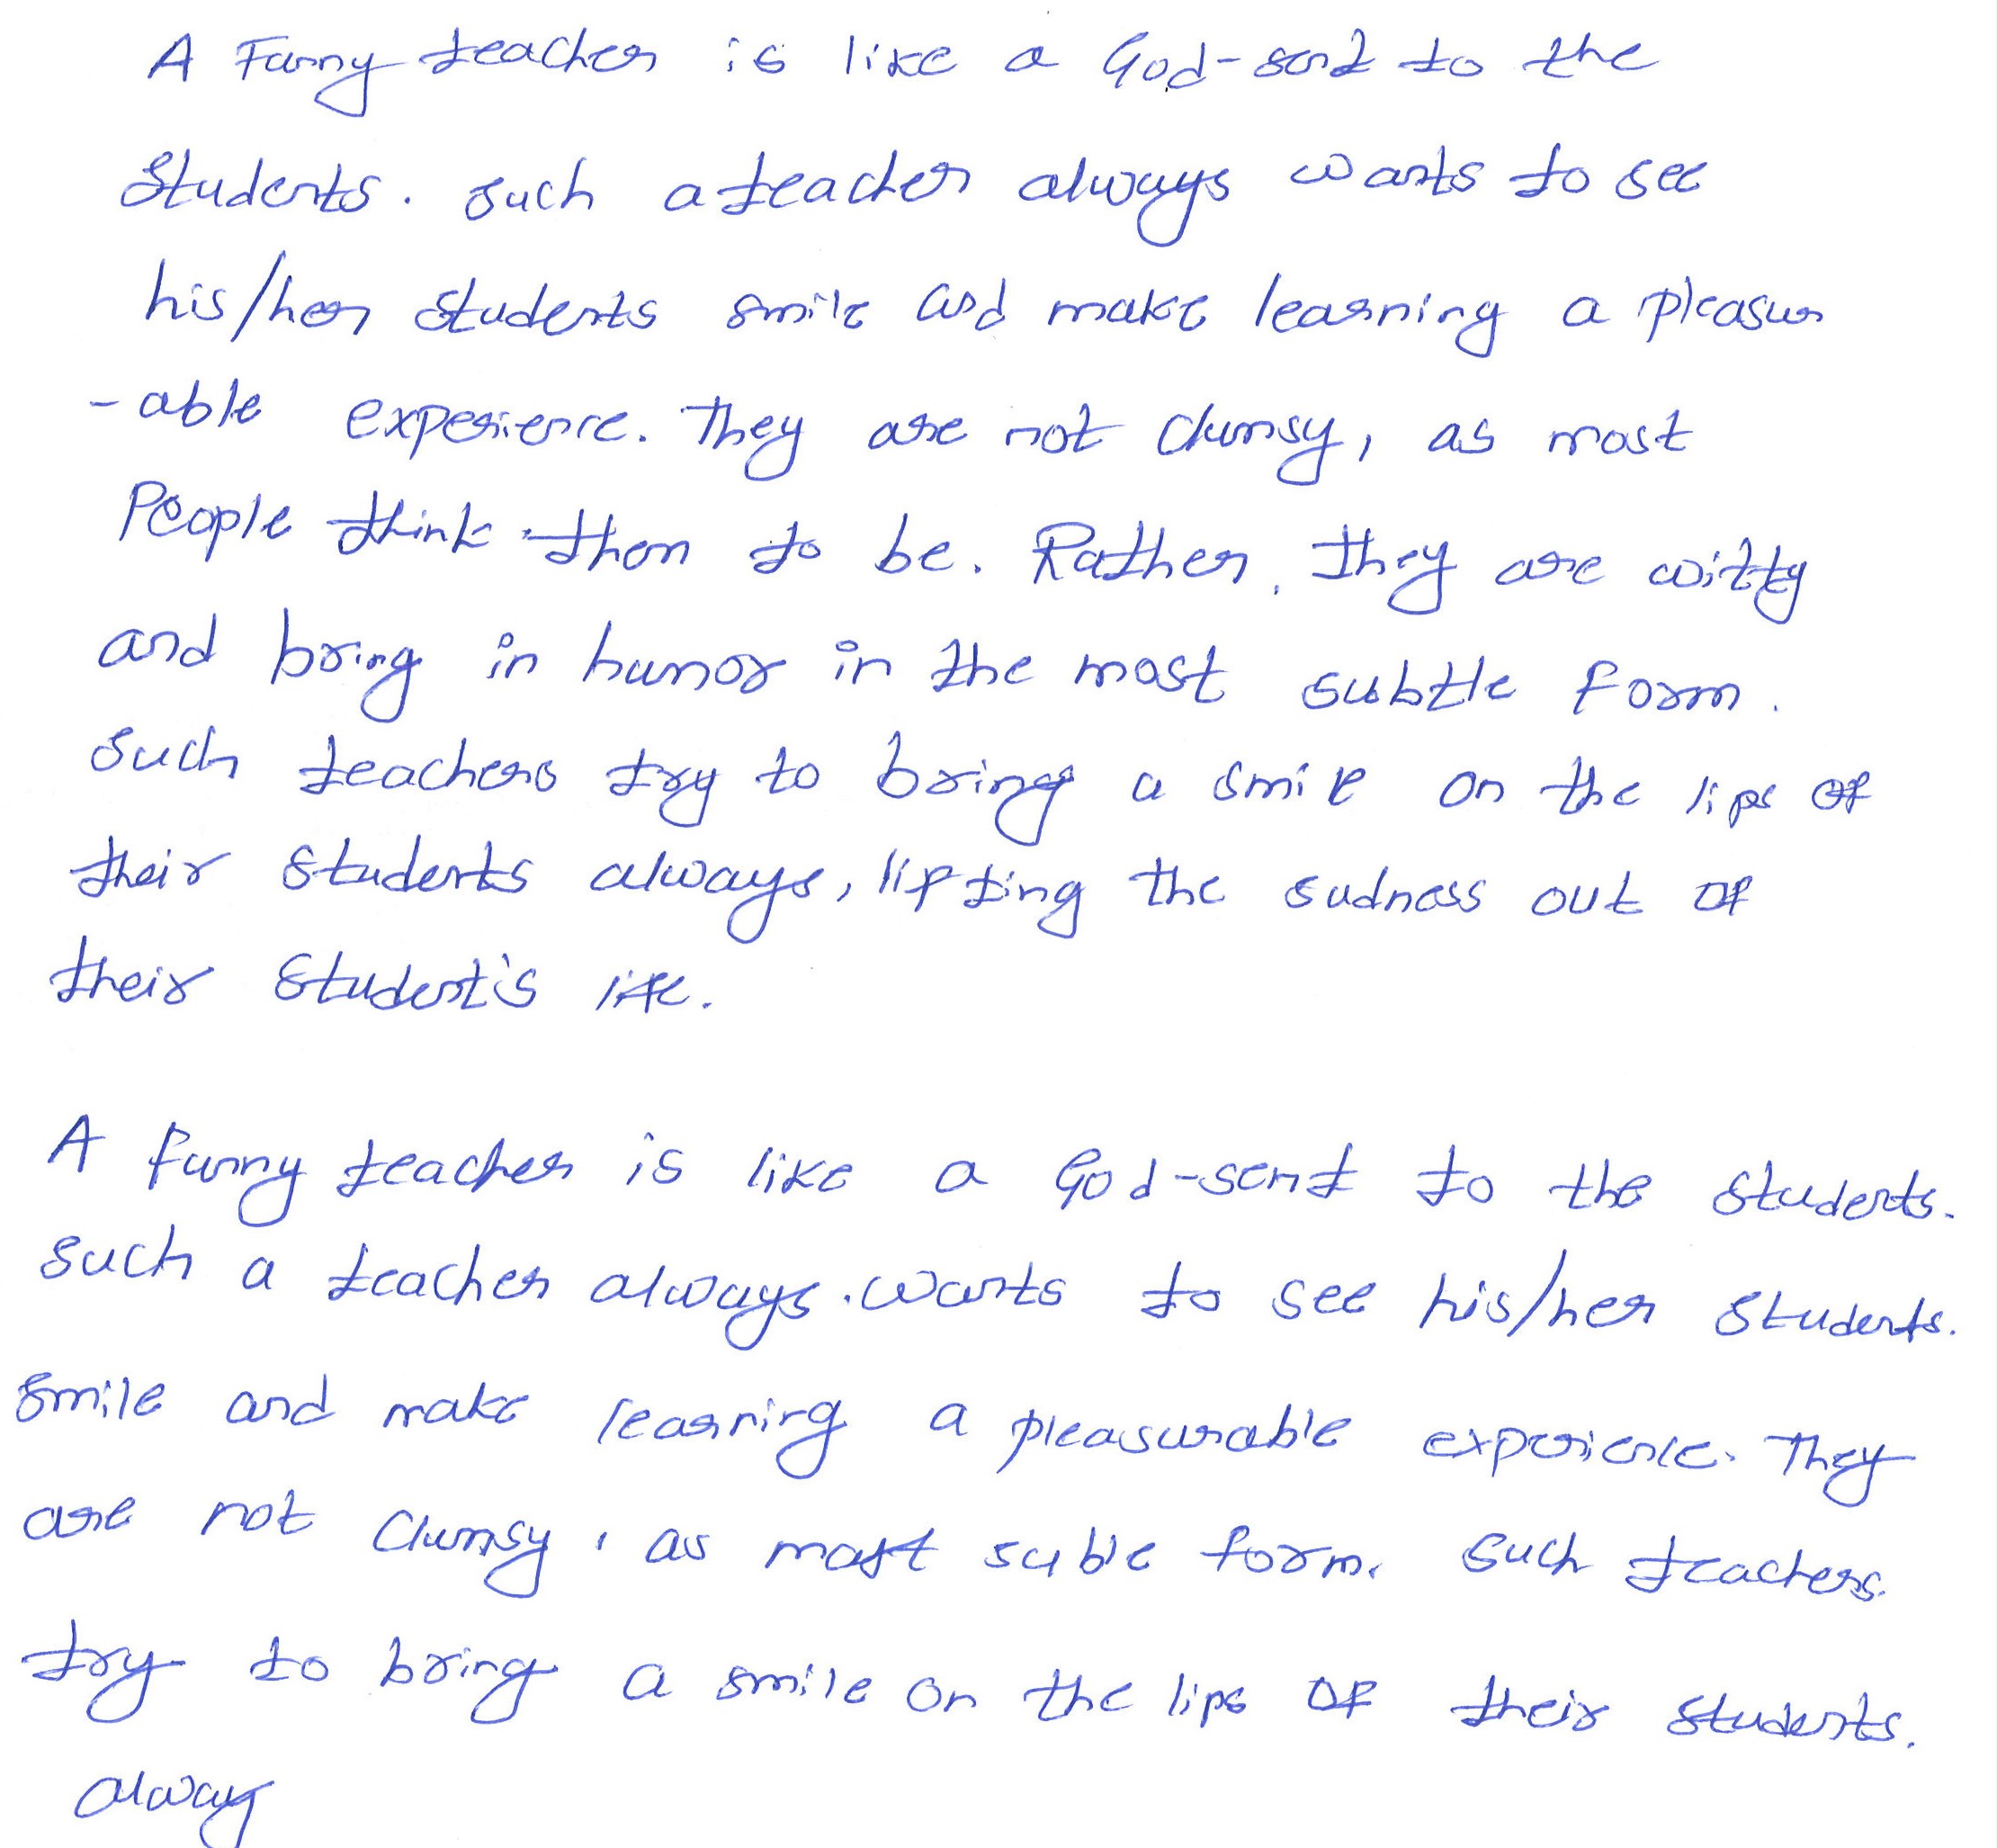 A Funny teacher is like a God-sent to the
Students. such a teacher always wants to see
his/her students smile and make learning a pleasur
-able experience. They are not clumsy, as most
People think them to be. Rather, they are witty
and bring in humor in the most subtle form.
such teachers try to bring a smile on the lips of
their students always, lifting the sadness out of
their student's life.
A funny teacher is like a God-sent to the students.
such a teacher always. wants to see his/her students.
smile and make learning a pleasurable experience. They
are not clumsy, as most suble form. such teachers.
try to bring a smile on the lips of their students.
alway